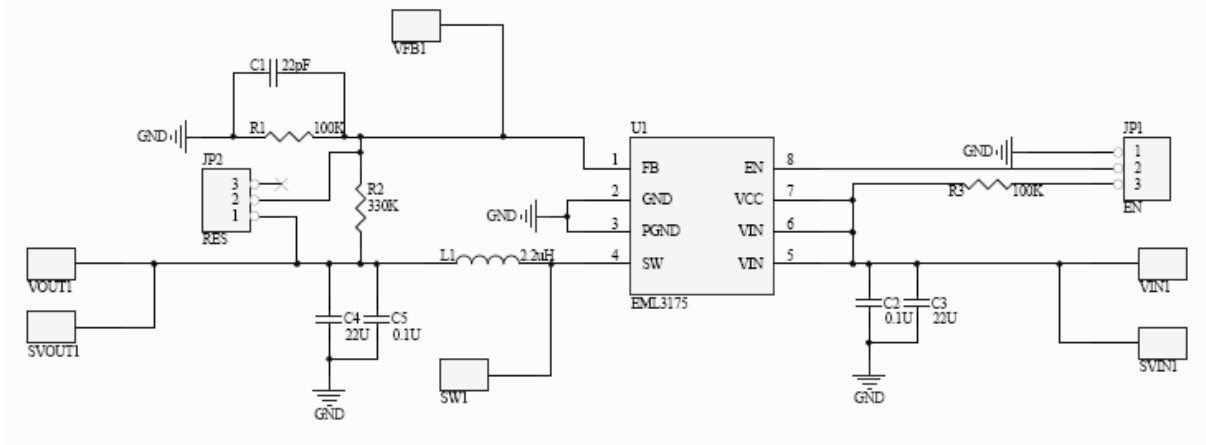 VFB1
C1 22pF
GND R1 100K
JP2
3
2
1
RES
R2
330K
U1
1 FB EN 8
2 GND VCC 7
3 PGND VIN 6
4 SW VIN 5
EML3175
GND
GND
JP1
1
2
3
EN
R3 100K
VOUT1
SVOUT1
L1 2.2uH
C4
22U
C5
0.1U
GND
SW1
C2
0.1U
C3
22U
GND
VIN1
SVIN1